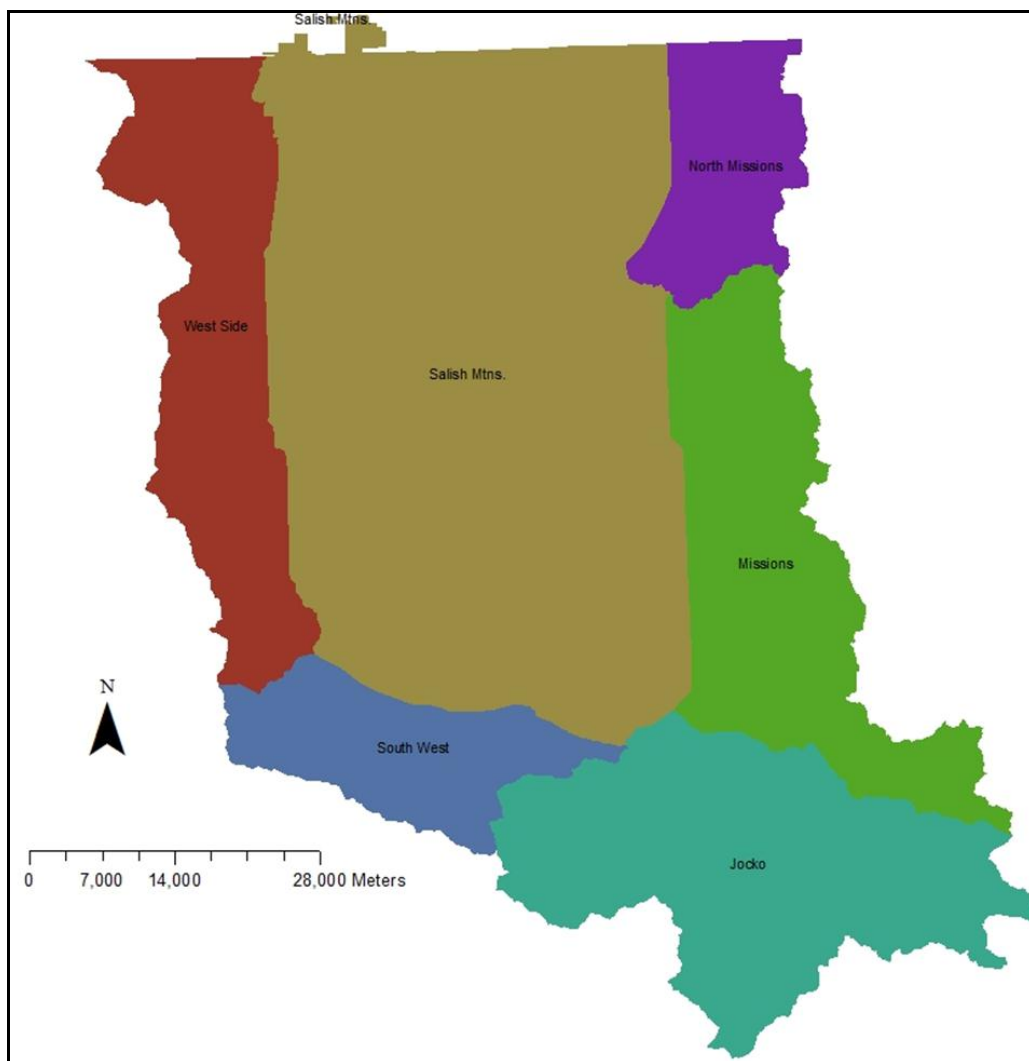 Salish Mtns.
North Missions
West Side
Salish Mtns.
Missions
N
South West
Jocko
0 7,000 14,000 28,000 Meters